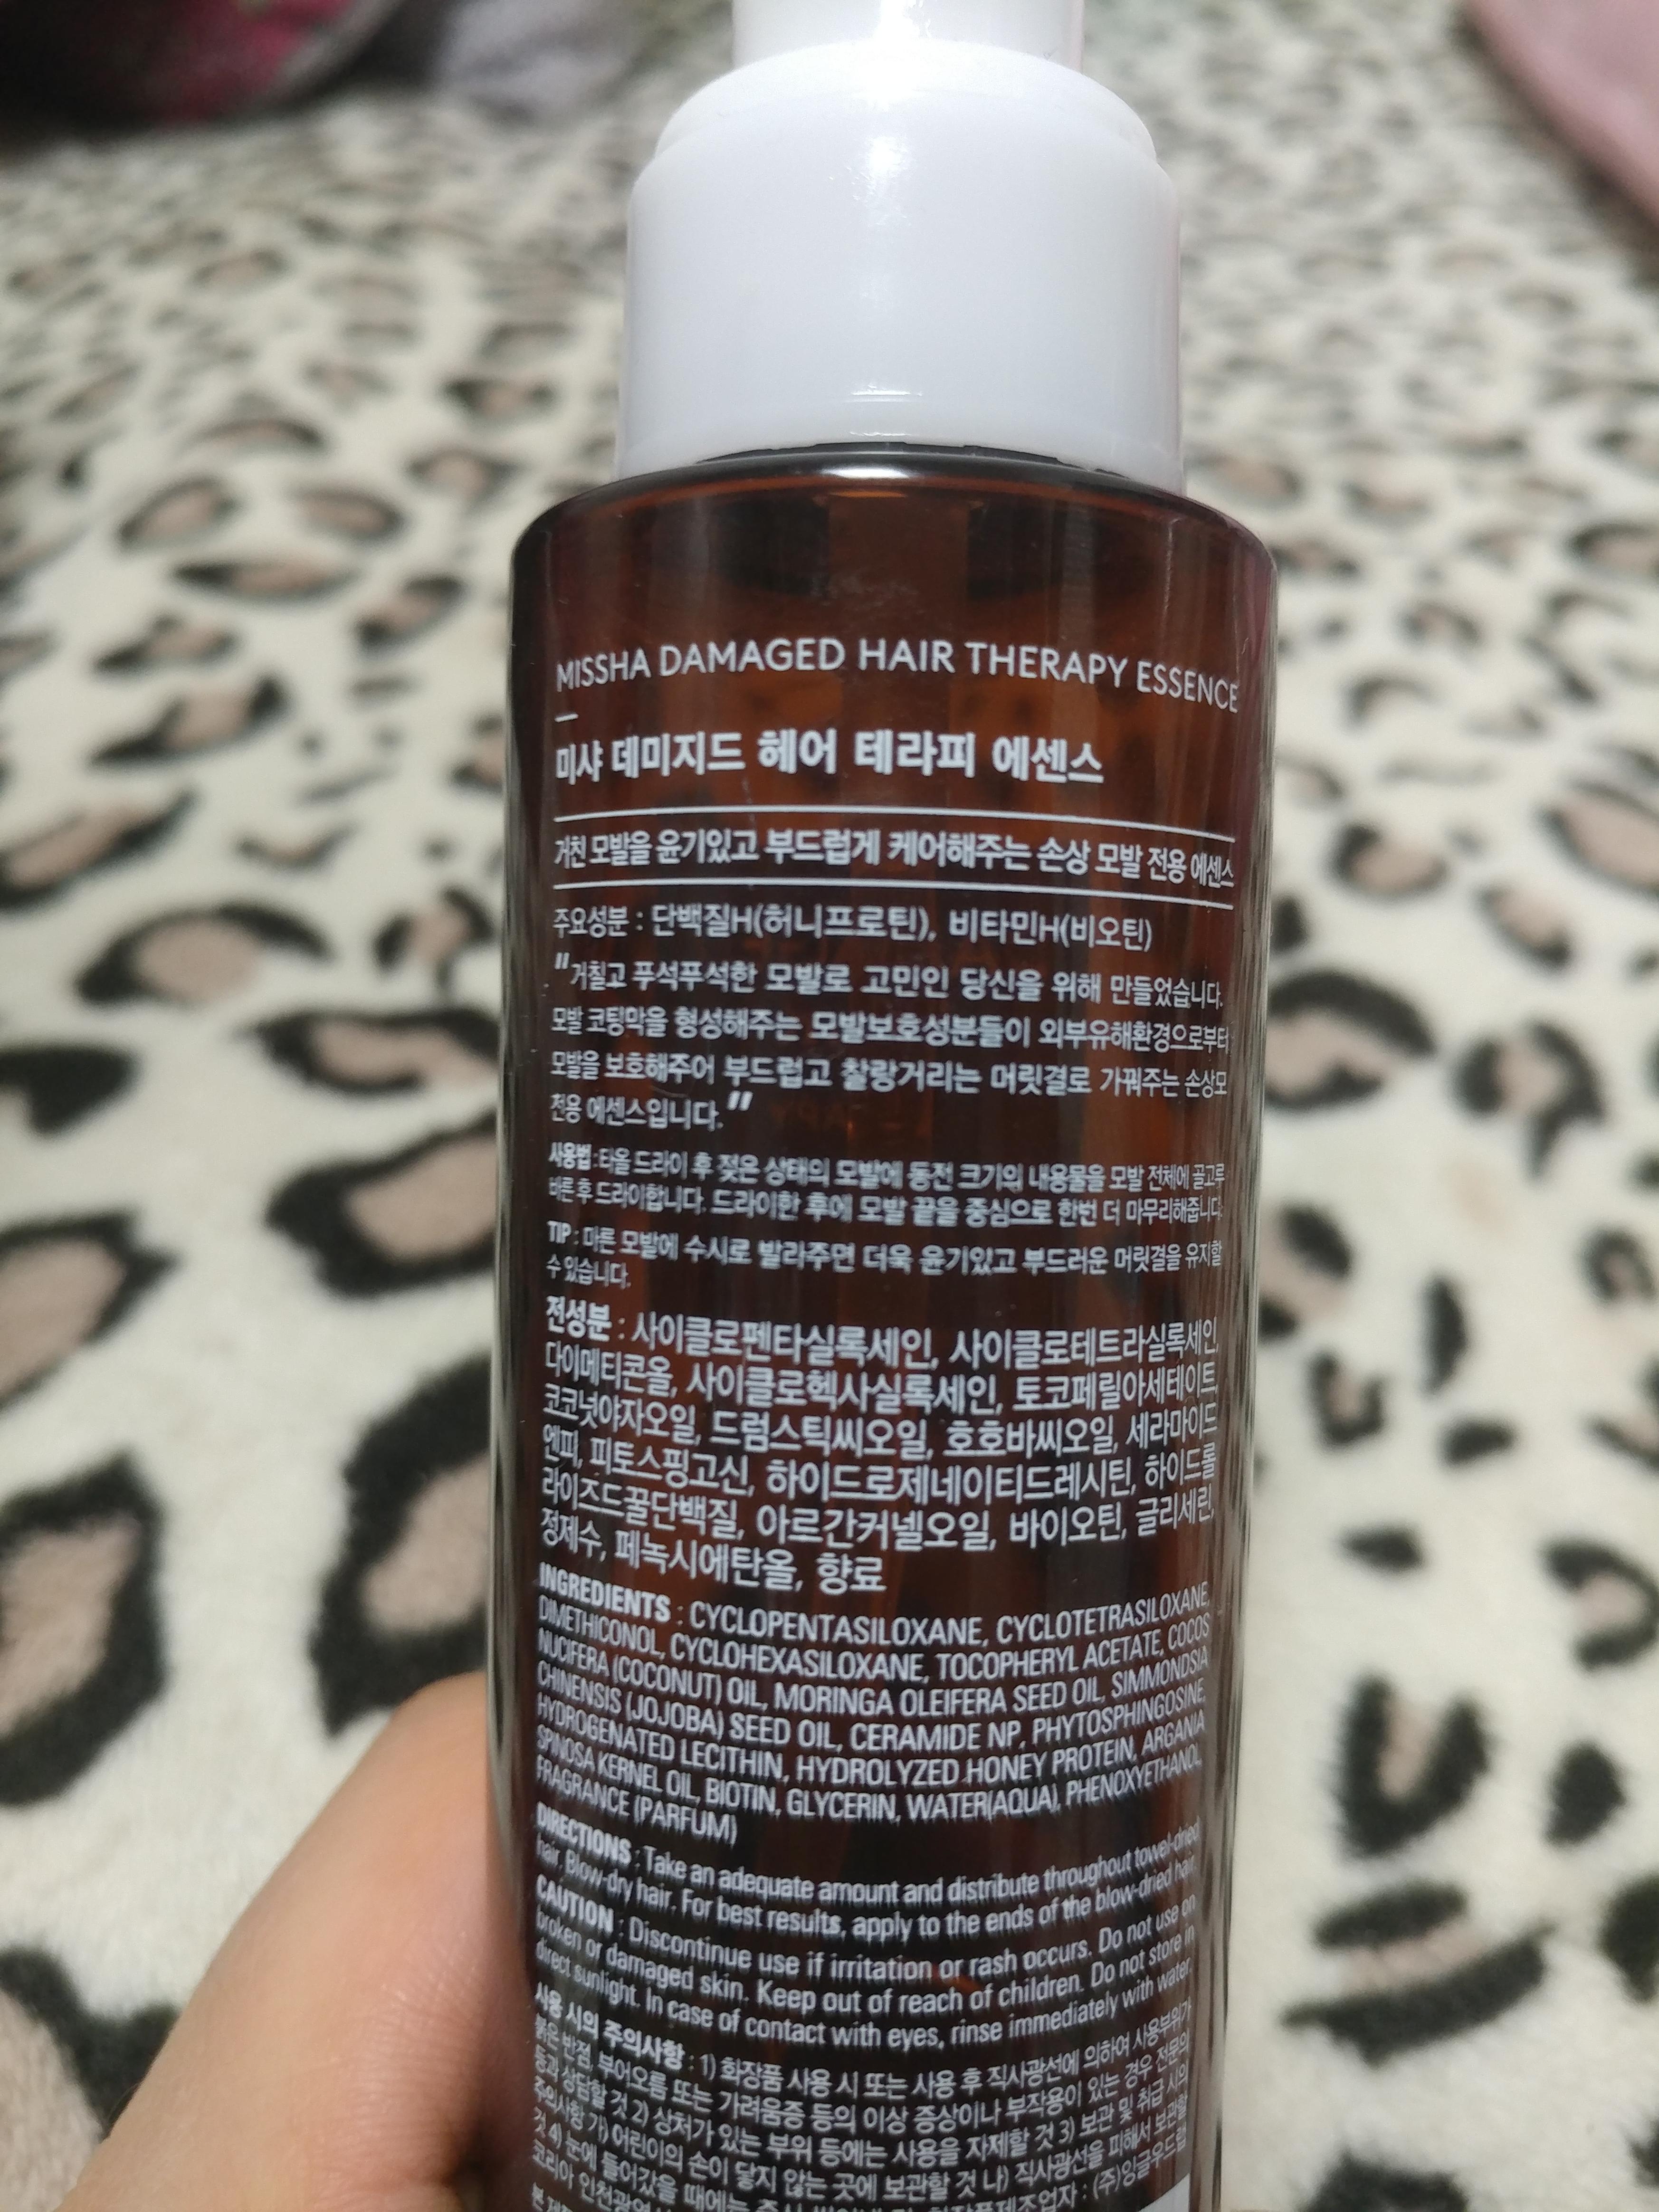 MISSHA DAMAGED HAIR THERAPY ESSENCE
미샤 데미지드 헤어 테라피 에센스
거친 모발을 윤기있고 부드럽게 케어해주는 손상 모발 전용 에센스
주요성분 : 단백질H(허니프로틴), 비타민H(비오틴)
"거칠고 푸석푸석한 모발로 고민인 당신을 위해 만들었습니다.
모발 코팅막을 형성해주는 모발보호성분들이 외부유해환경으로부터
모발을 보호해주어 부드럽고 찰랑거리는 머릿결로 가꿔주는 손상모
전용 에센스입니다."
사용법 : 타올 드라이 후 젖은 상태의 모발에 동전 크기의 내용물을 모발 전체에 골고루
바른 후 드라이합니다. 드라이한 후에 모발 끝을 중심으로 한번 더 마무리해줍니다.
TIP : 마른 모발에 수시로 발라주면 더욱 윤기있고 부드러운 머릿결을 유지할
수 있습니다.
전성분 : 사이클로펜타실록세인, 사이클로테트라실록세인,
다이메티콘올, 사이클로헥사실록세인, 토코페릴아세테이트,
코코넛야자오일, 드럼스틱씨오일, 호호바씨오일, 세라마이드
엔피, 피토스핑고신, 하이드로제네이티드레시틴, 하이드롤
라이즈드꿀단백질, 아르간커넬오일, 바이오틴, 글리세린,
정제수, 페녹시에탄올, 향료
INGREDIENTS : CYCLOPENTASILOXANE, CYCLOTETRASILOXANE,
DIMETHICONOL, CYCLOHEXASILOXANE, TOCOPHERYL ACETATE, COCOS
NUCIFERA (COCONUT) OIL, MORINGA OLEIFERA SEED OIL, SIMMONDSIA
CHINENSIS (JOJOBA) SEED OIL, CERAMIDE NP, PHYTOSPHINGOSINE,
HYDROGENATED LECITHIN, HYDROLYZED HONEY PROTEIN, ARGANIA
SPINOSA KERNEL OIL, BIOTIN, GLYCERIN, WATER(AQUA), PHENOXYETHANOL,
FRAGRANCE (PARFUM)
DIRECTIONS : Take an adequate amount and distribute throughout towel-dried
hair. Blow-dry hair. For best results, apply to the ends of the blow-dried hair.
CAUTION : Discontinue use if irritation or rash occurs. Do not use on
broken or damaged skin. Keep out of reach of children. Do not store in
direct sunlight. In case of contact with eyes, rinse immediately with water.
사용 시의 주의사항 : 1) 화장품 사용 시 또는 사용 후 직사광선에 의하여 사용부위가
붉은 반점, 부어오름 또는 가려움증 등의 이상 증상이나 부작용이 있는 경우 전문의
등과 상담할 것 2) 상처가 있는 부위 등에는 사용을 자제할 것 3) 보관 및 취급 시의
주의사항 가) 어린이의 손이 닿지 않는 곳에 보관할 것 나) 직사광선을 피해서 보관할
것 4) 눈에 들어갔을 때에는 즉시 (주)잉글우드랩
코리아 인천광역시